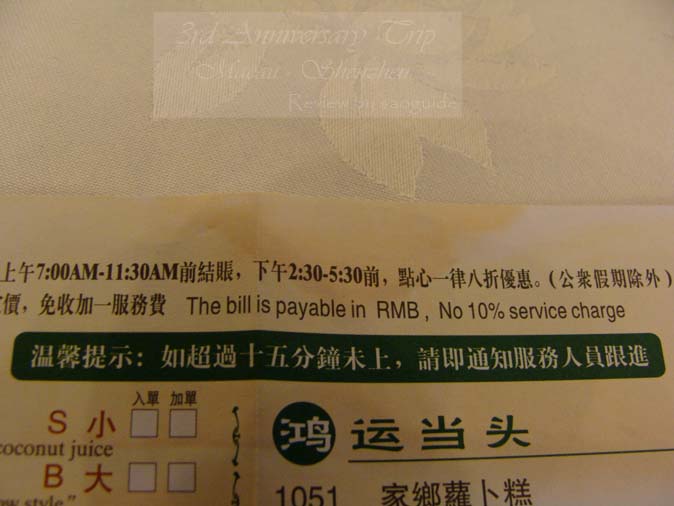 3rd Anniversary Trip
Macau - Shenzhen
Review by saoguide
上午7:00AM-11:30AM前結賬，下午2:30-5:30前，點心一律八折優惠。(公衆假期除外)
價，免收加一服務費 The bill is payable in RMB , No 10% service charge
温馨提示：如超過十五分鐘未上，請即通知服務人員跟進
入單 加單
S 小
coconut juice
B 大
style"
鸿运当头
1051 家鄉蘿卜糕